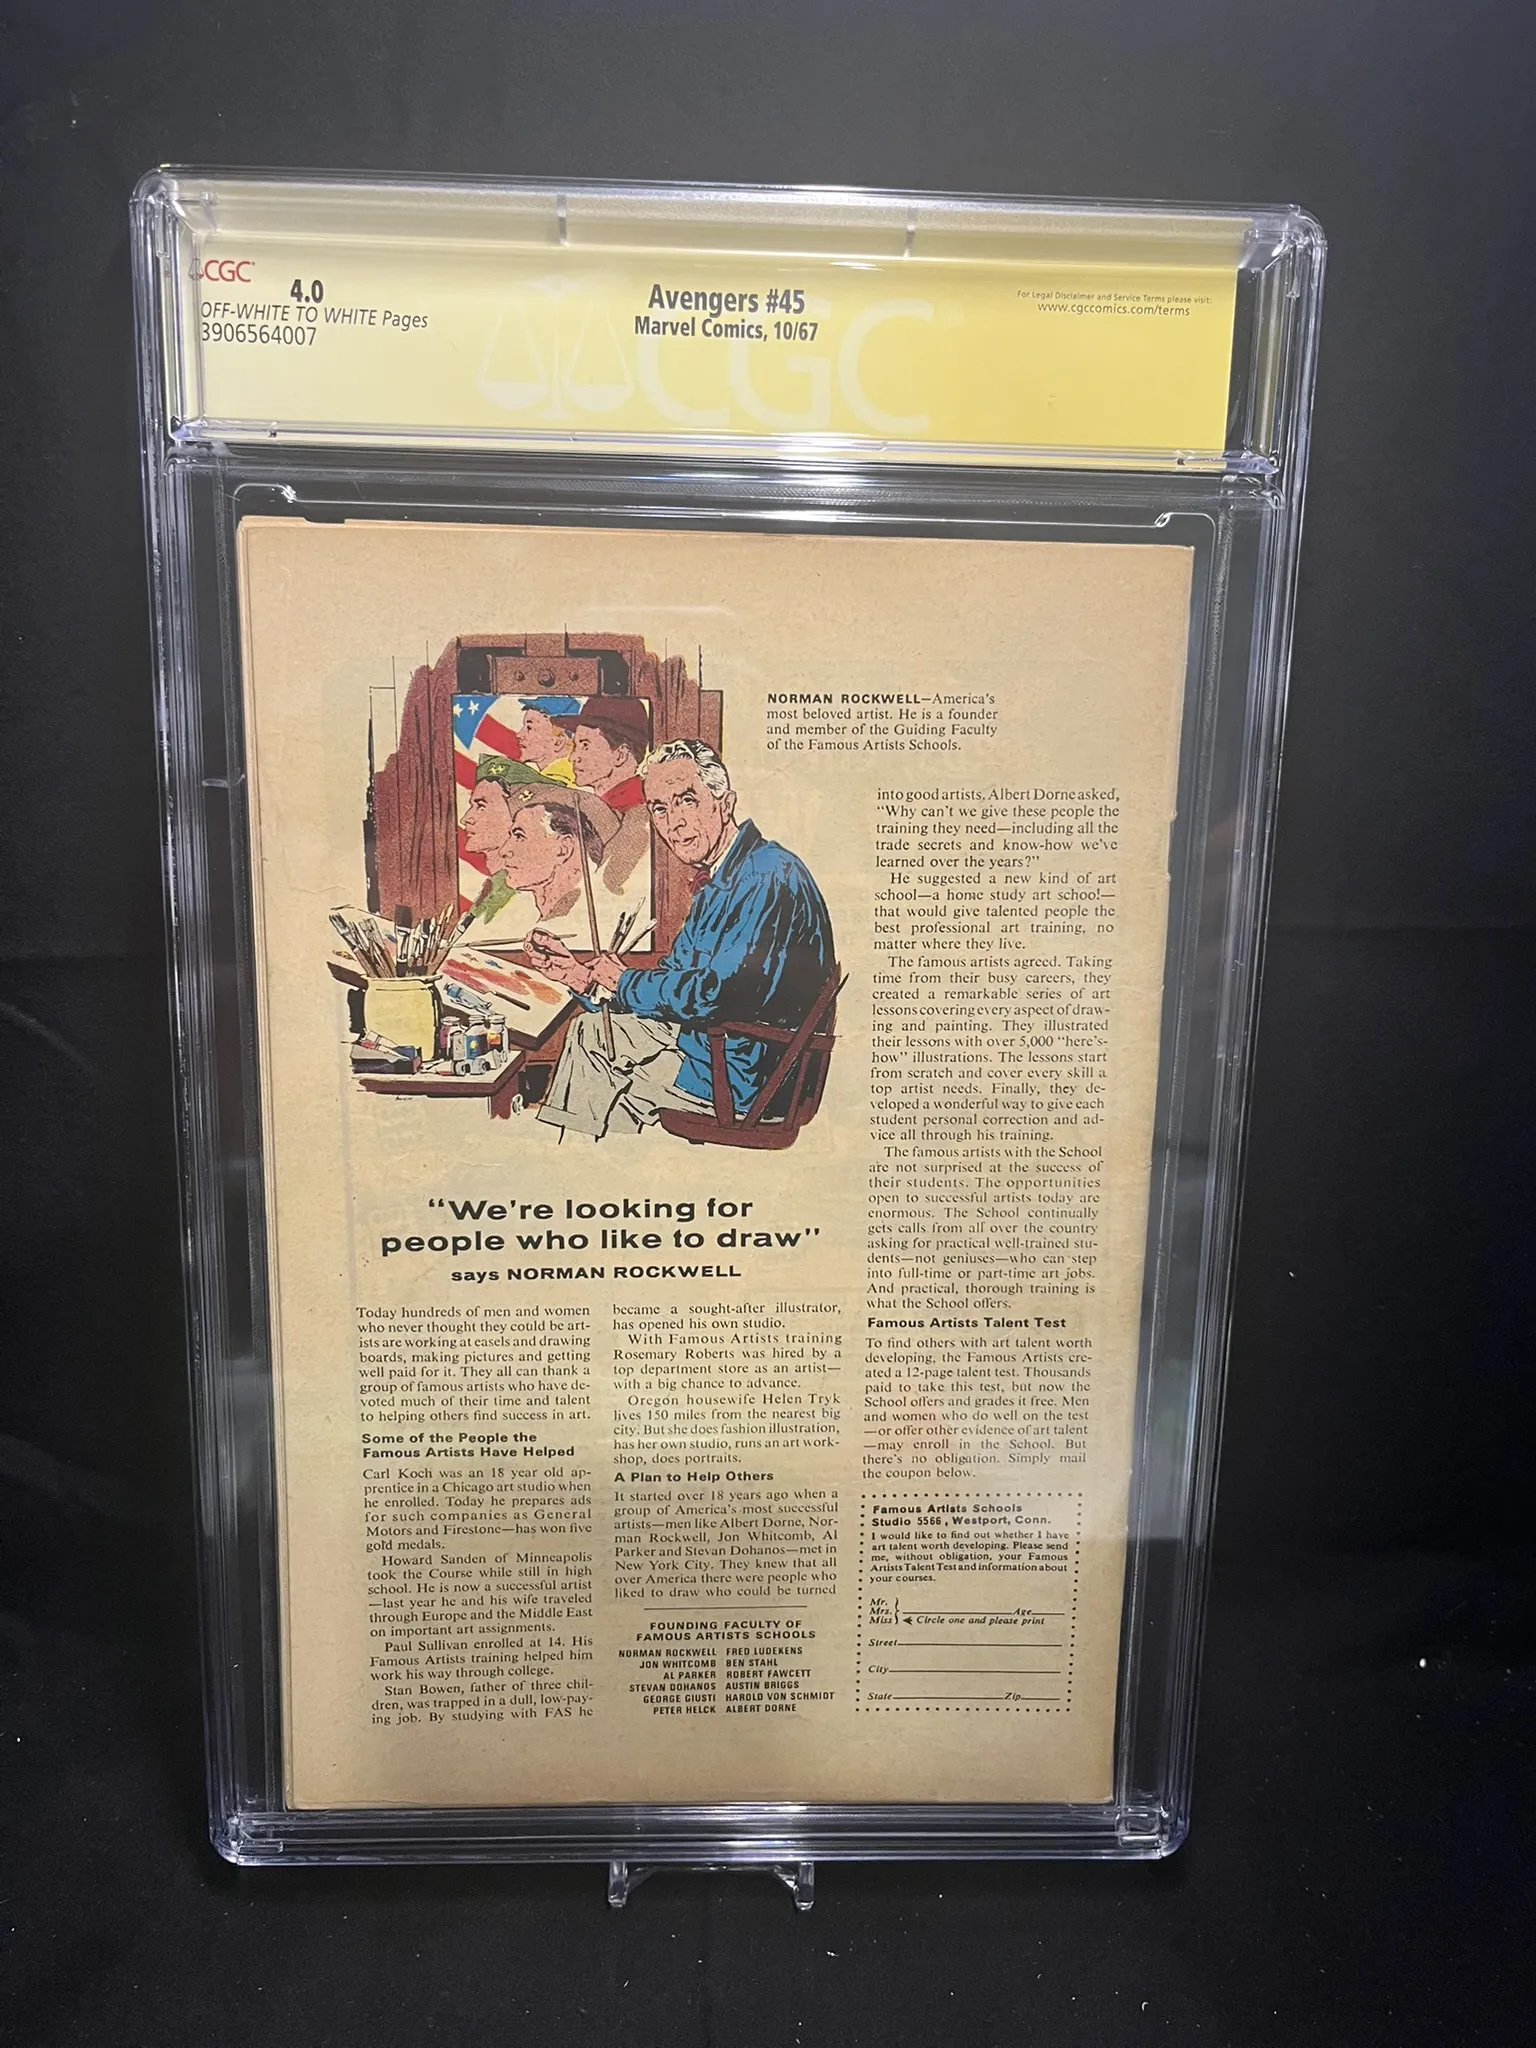 CGC
4.0
OFF-WHITE TO WHITE Pages
3906564007
Avengers #45
Marvel Comics, 10/67
For Legal Disclaimer and Service Terms please visit:
www.cgccomics.com/terms
CGC
NORMAN ROCKWELL—America's
most beloved artist. He is a founder
and member of the Guiding Faculty
of the Famous Artists Schools.
"We're looking for
people who like to draw"
says NORMAN ROCKWELL
Today hundreds of men and women
who never thought they could be art-
ists are working at easels and drawing
boards, making pictures and getting
well paid for it. They all can thank a
group of famous artists who have de-
voted much of their time and talent
to helping others find success in art.
Some of the People the
Famous Artists Have Helped
Carl Koch was an 18 year old ap-
prentice in a Chicago art studio when
he enrolled. Today he prepares ads
for such companies as General
Motors and Firestone—has won five
gold medals.
Howard Sanden of Minneapolis
took the Course while still in high
school. He is now a successful artist
—last year he and his wife traveled
through Europe and the Middle East
on important art assignments.
Paul Sullivan enrolled at 14. His
Famous Artists training helped him
work his way through college.
Stan Bowen, father of three chil-
dren, was trapped in a dull, low-pay-
ing job. By studying with FAS he
became a sought-after illustrator,
has opened his own studio.
With Famous Artists training
Rosemary Roberts was hired by a
top department store as an artist—
with a big chance to advance.
Oregon housewife Helen Tryk
lives 150 miles from the nearest big
city. But she does fashion illustration,
has her own studio, runs an art work-
shop, does portraits.
A Plan to Help Others
It started over 18 years ago when a
group of America's most successful
artists—men like Albert Dorne, Nor-
man Rockwell, Jon Whitcomb, Al
Parker and Stevan Dohanos—met in
New York City. They knew that all
over America there were people who
liked to draw who could be turned
FOUNDING FACULTY OF
FAMOUS ARTISTS SCHOOLS
NORMAN ROCKWELL FRED LUDEKENS
JON WHITCOMB BEN STAHL
AL PARKER ROBERT FAWCETT
STEVAN DOHANOS AUSTIN BRIGGS
GEORGE GIUSTI HAROLD VON SCHMIDT
PETER HELCK ALBERT DORNE
into good artists, Albert Dorne asked,
"Why can't we give these people the
training they need—including all the
trade secrets and know-how we've
learned over the years?"
He suggested a new kind of art
school—a home study art school—
that would give talented people the
best professional art training, no
matter where they live.
The famous artists agreed. Taking
time from their busy careers, they
created a remarkable series of art
lessons covering every aspect of draw-
ing and painting. They illustrated
their lessons with over 5,000 "here's-
how" illustrations. The lessons start
from scratch and cover every skill a
top artist needs. Finally, they de-
veloped a wonderful way to give each
student personal correction and ad-
vice all through his training.
The famous artists with the School
are not surprised at the success of
their students. The opportunities
open to successful artists today are
enormous. The School continually
gets calls from all over the country
asking for practical well-trained stu-
dents—not geniuses—who can step
into full-time or part-time art jobs.
And practical, thorough training is
what the School offers.
Famous Artists Talent Test
To find others with art talent worth
developing, the Famous Artists cre-
ated a 12-page talent test. Thousands
paid to take this test, but now the
School offers and grades it free. Men
and women who do well on the test
—or offer other evidence of art talent
—may enroll in the School. But
there's no obligation. Simply mail
the coupon below.
Famous Artists Schools
Studio 5566, Westport, Conn.
I would like to find out whether I have
art talent worth developing. Please send
me, without obligation, your Famous
Artists Talent Test and information about
your courses.
Mr.
Mrs. Age
Miss Circle one and please print
Street
City
State Zip